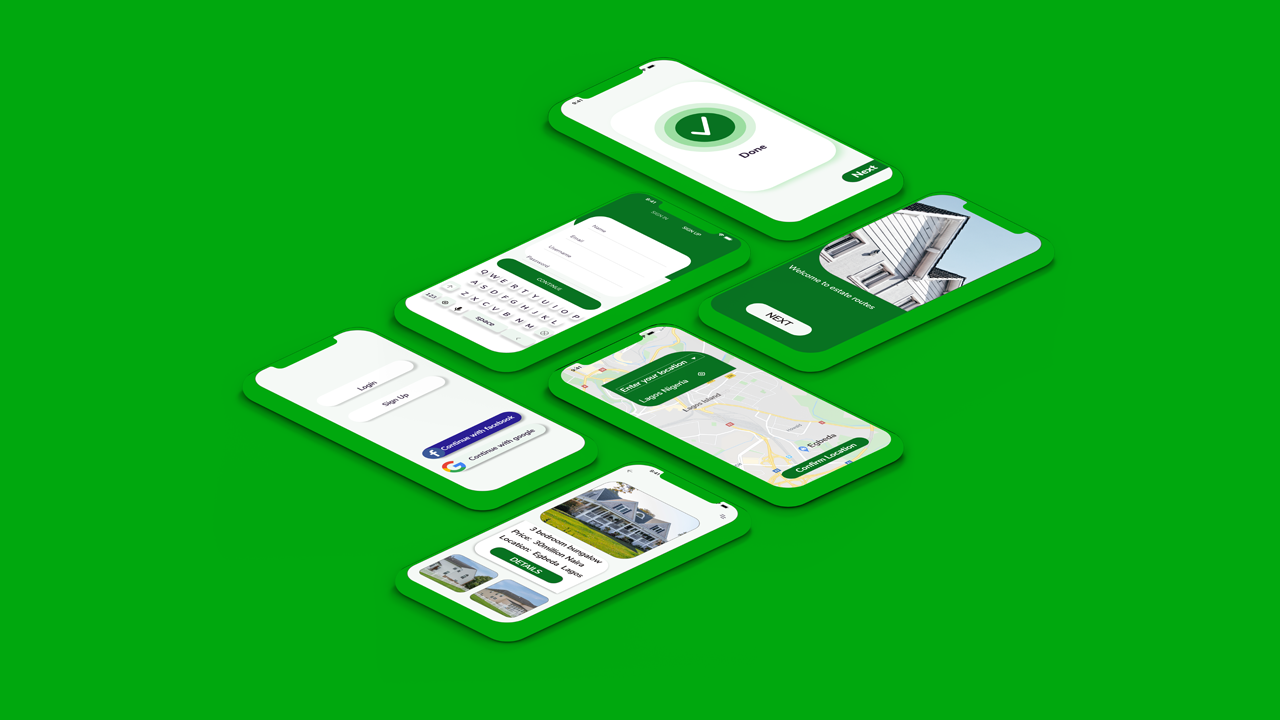 9:41
Done
Next
9:41
SIGN IN
SIGN UP
Name
Email
Username
Password
CONTINUE
Q W E R T Y U I O P
A S D F G H J K L
Z X C V B N M
123
space
Welcome to estate routes
NEXT
Login
Sign Up
f Continue with facebook
G Continue with google
9:41
Enter your location
Lagos Nigeria
Lagos Island
Egbeda
Confirm Location
9:41
3 bedroom bungalow
Price: 30million Naira
Location: Egbeda Lagos
DETAILS